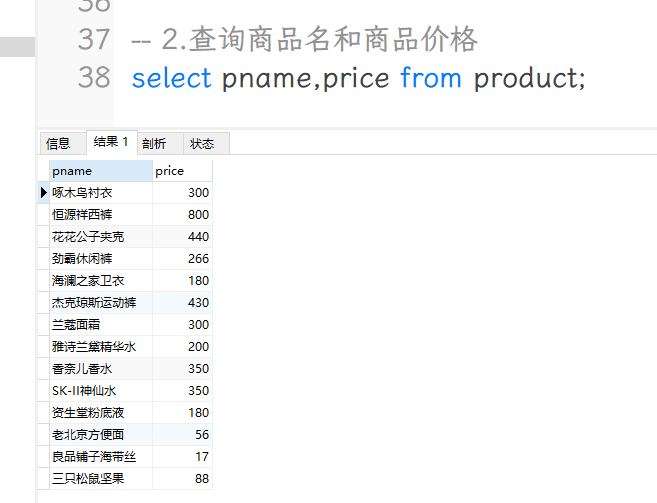 36
37 -- 2.查询商品名和商品价格
38 select pname,price from product;
信息 结果 1 剖析 状态
pname price
啄木鸟衬衣 300
恒源祥西裤 800
花花公子夹克 440
劲霸休闲裤 266
海澜之家卫衣 180
杰克琼斯运动裤 430
兰蔻面霜 300
雅诗兰黛精华水 200
香奈儿香水 350
SK-II神仙水 350
资生堂粉底液 180
老北京方便面 56
良品铺子海带丝 17
三只松鼠坚果 88